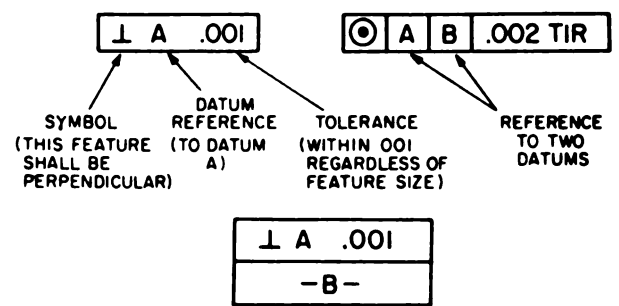 ⊥ A .001
◎ A B .002 TIR
SYMBOL
(THIS FEATURE
SHALL BE
PERPENDICULAR)
DATUM
REFERENCE
(TO DATUM
A)
TOLERANCE
(WITHIN 001
REGARDLESS OF
FEATURE SIZE)
REFERENCE
TO TWO
DATUMS
⊥ A .001
-B-